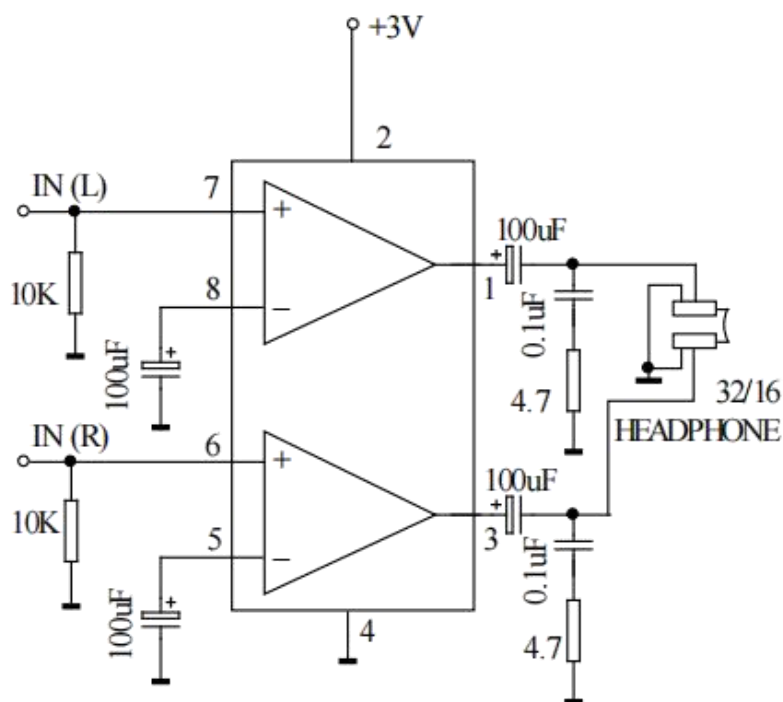 +3V
2
IN (L)
7
+
100uF
10K
8
−
1
0.1uF
100uF
+
4.7
32/16
HEADPHONE
IN (R)
6
+
100uF
10K
5
−
3
0.1uF
100uF
+
4
4.7
+
+